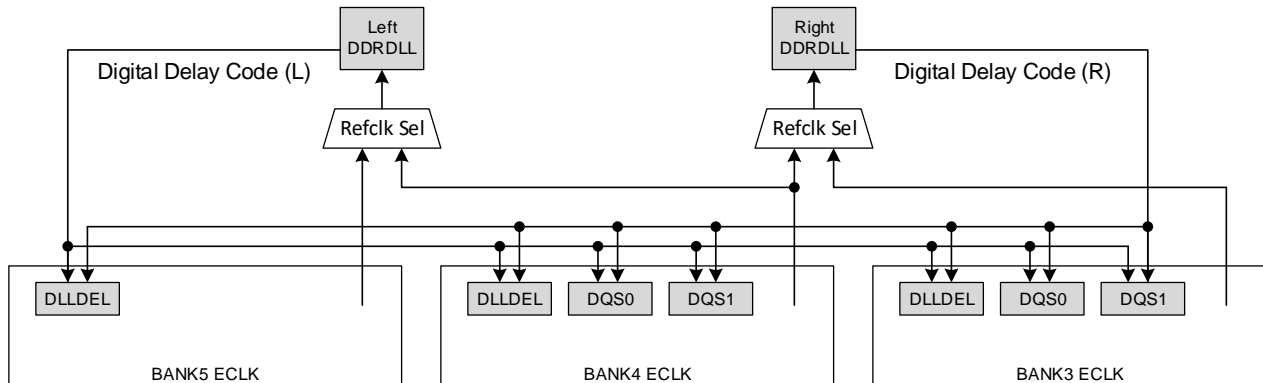 Left
DDRDLL
Right
DDRDLL
Digital Delay Code (L)
Digital Delay Code (R)
Refclk Sel
Refclk Sel
DLLDEL
DLLDEL
DQS0
DQS1
DLLDEL
DQS0
DQS1
BANK5 ECLK
BANK4 ECLK
BANK3 ECLK